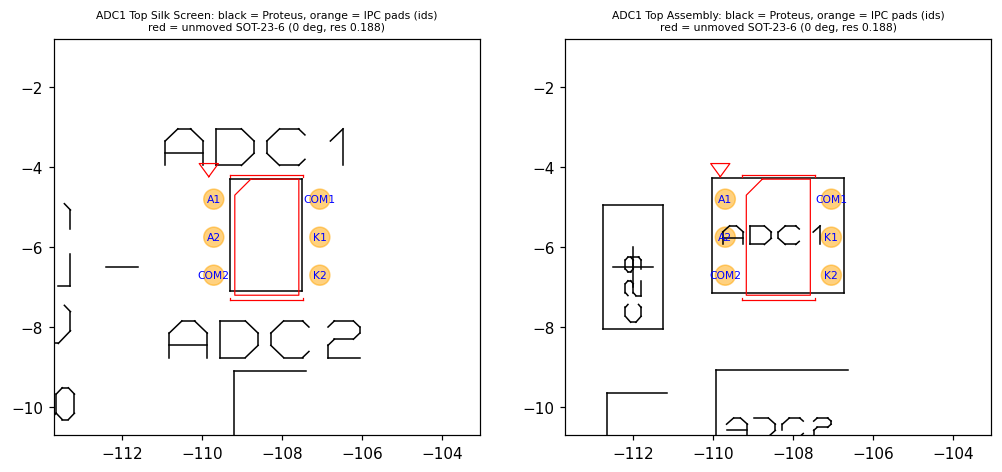 ADC1 Top Silk Screen: black = Proteus, orange = IPC pads (ids)
red = unmoved SOT-23-6 (0 deg, res 0.188)
−2
−4
−6
−8
−10
−112
−110
−108
−106
−104
ADC1
A1
COM1
A2
K1
COM2
K2
ADC2
0
ADC1 Top Assembly: black = Proteus, orange = IPC pads (ids)
red = unmoved SOT-23-6 (0 deg, res 0.188)
−2
−4
−6
−8
−10
−112
−110
−108
−106
−104
A1
COM1
A2
K1
ADC1
COM2
K2
ADC2